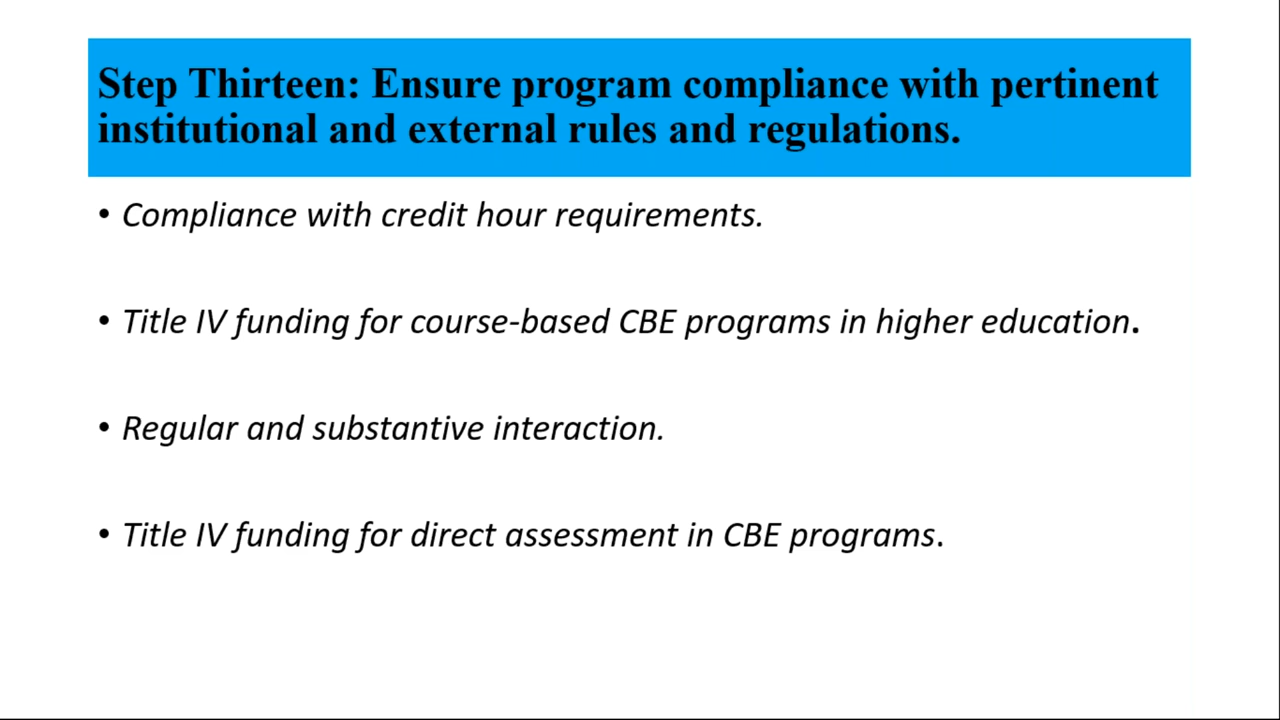 Step Thirteen: Ensure program compliance with pertinent
institutional and external rules and regulations.
• Compliance with credit hour requirements.
• Title IV funding for course-based CBE programs in higher education.
• Regular and substantive interaction.
• Title IV funding for direct assessment in CBE programs.